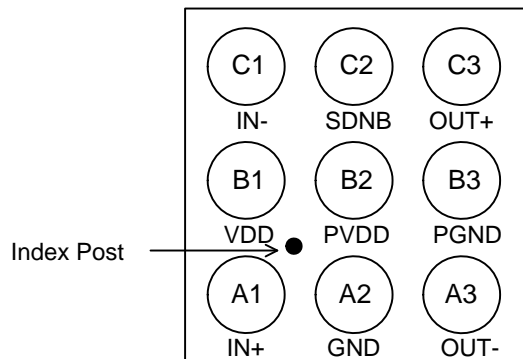 C1 C2 C3
IN- SDNB OUT+
B1 B2 B3
VDD PVDD PGND
Index Post
A1 A2 A3
IN+ GND OUT-